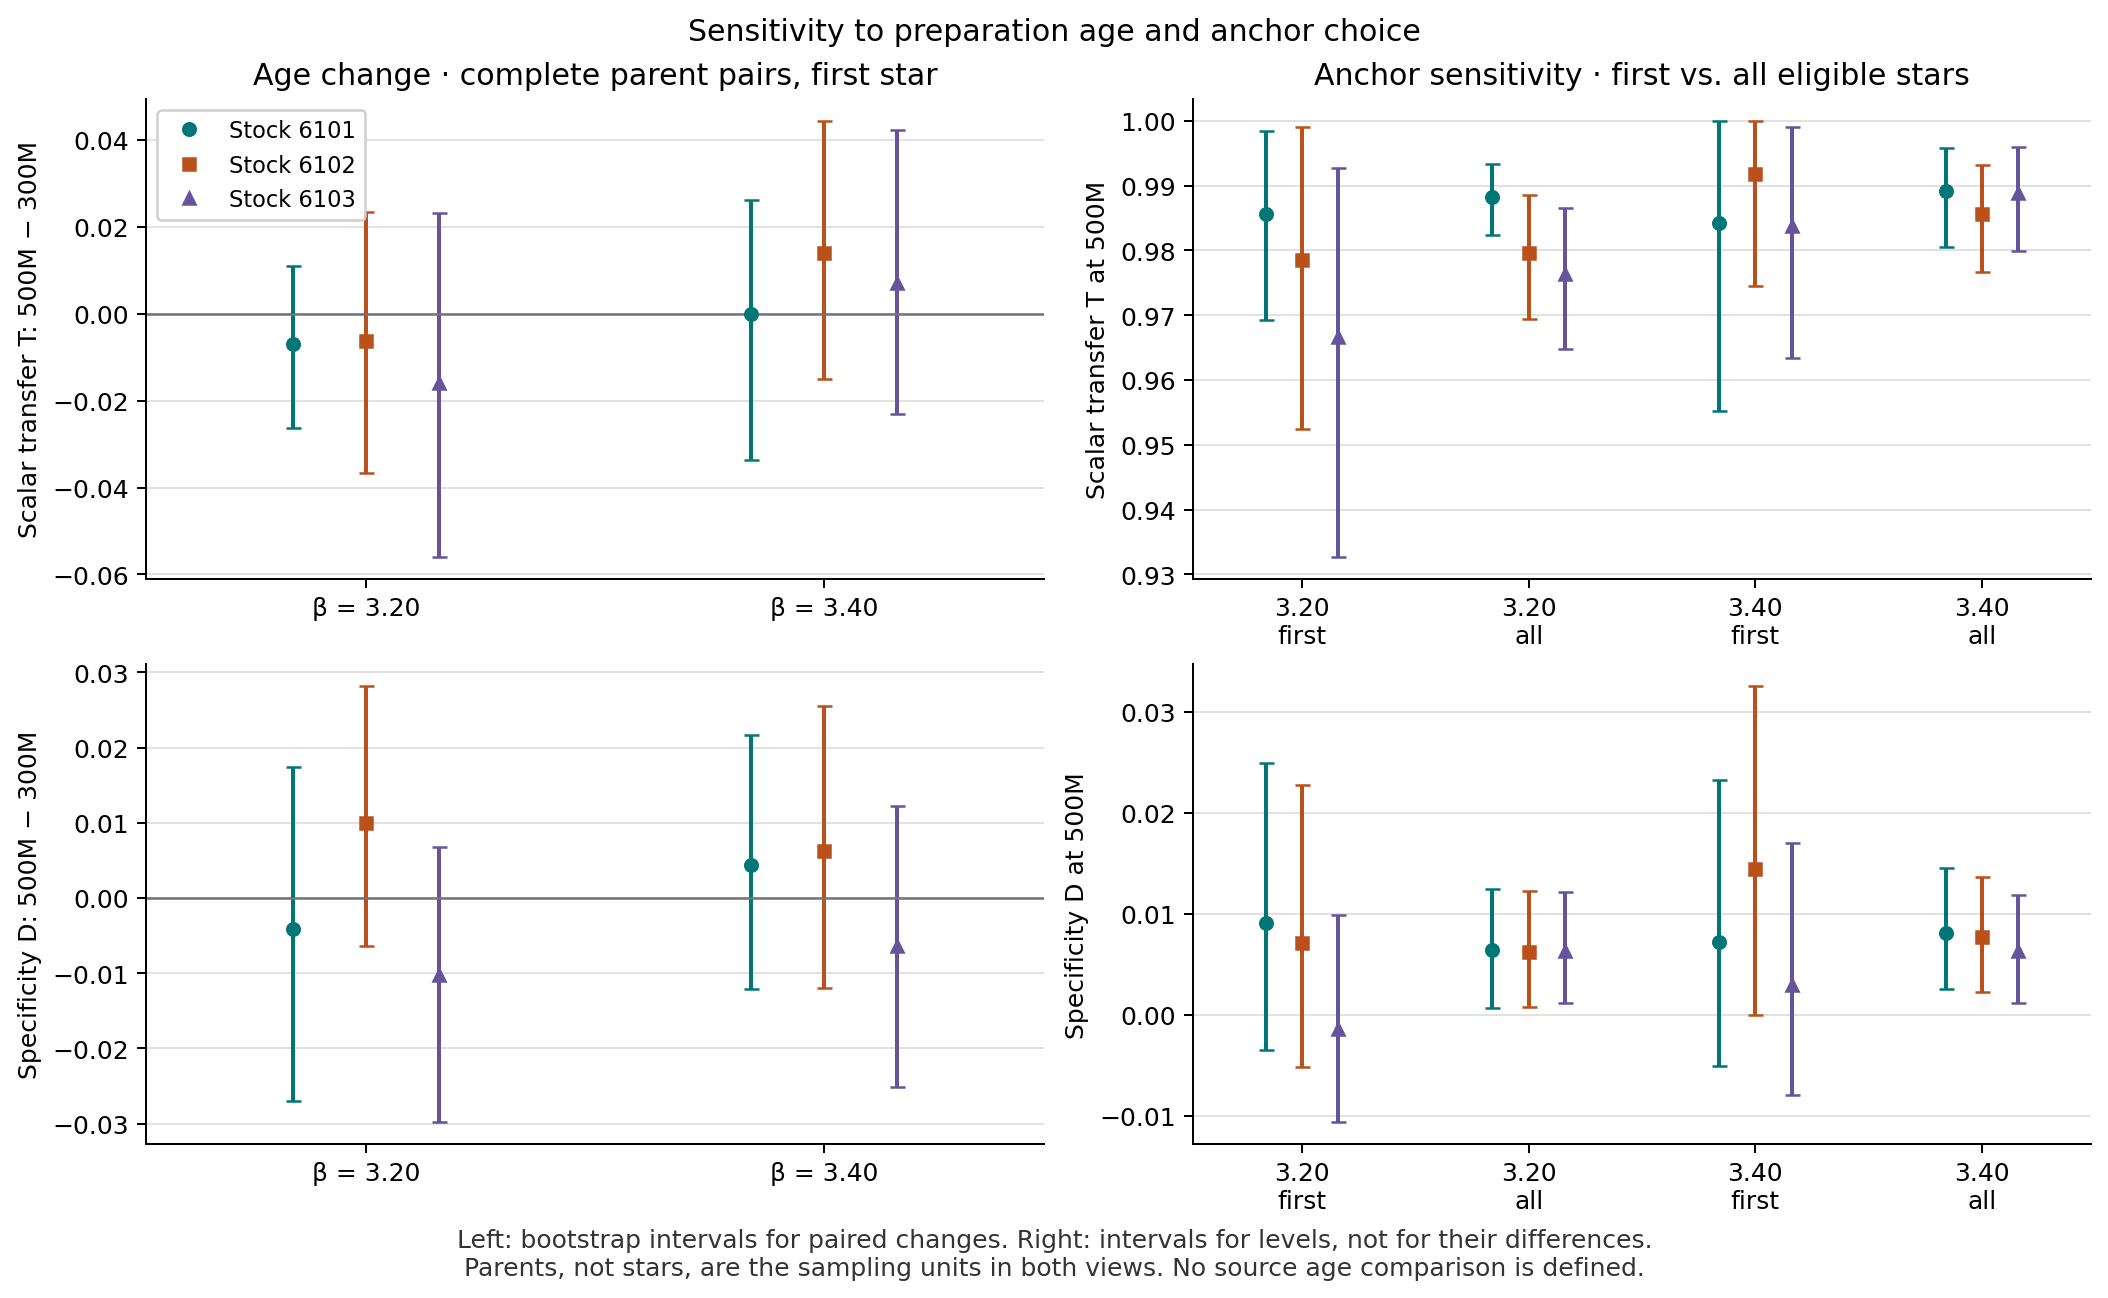 Sensitivity to preparation age and anchor choice
Age change · complete parent pairs, first star
Scalar transfer T: 500M − 300M
0.04
0.02
0.00
−0.02
−0.04
−0.06
Stock 6101
Stock 6102
Stock 6103
β = 3.20
β = 3.40
Anchor sensitivity · first vs. all eligible stars
Scalar transfer T at 500M
1.00
0.99
0.98
0.97
0.96
0.95
0.94
0.93
3.20
first
3.20
all
3.40
first
3.40
all
Specificity D: 500M − 300M
0.03
0.02
0.01
0.00
−0.01
−0.02
−0.03
β = 3.20
β = 3.40
Specificity D at 500M
0.03
0.02
0.01
0.00
−0.01
3.20
first
3.20
all
3.40
first
3.40
all
Left: bootstrap intervals for paired changes. Right: intervals for levels, not for their differences.
Parents, not stars, are the sampling units in both views. No source age comparison is defined.